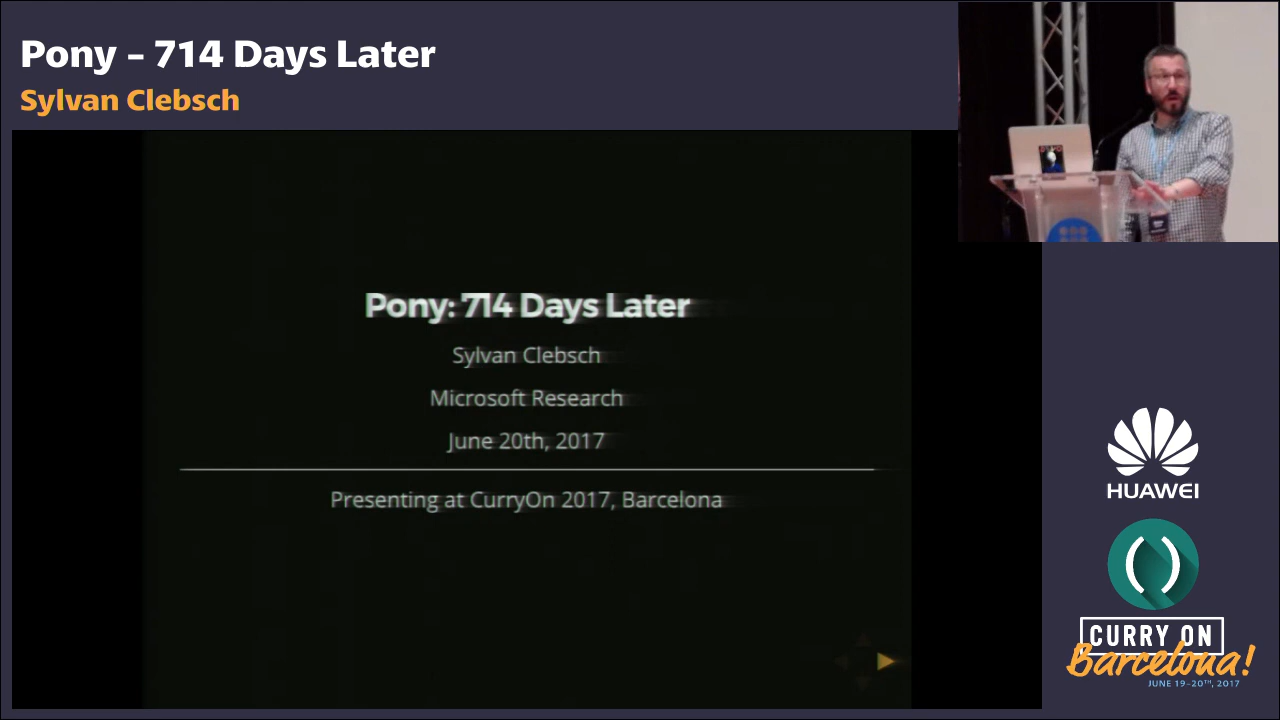 Pony – 714 Days Later
Sylvan Clebsch
Pony: 714 Days Later
Sylvan Clebsch
Microsoft Research
June 20th, 2017
Presenting at CurryOn 2017, Barcelona
HUAWEI
( )
CURRY ON
Barcelona!
JUNE 19-20TH, 2017